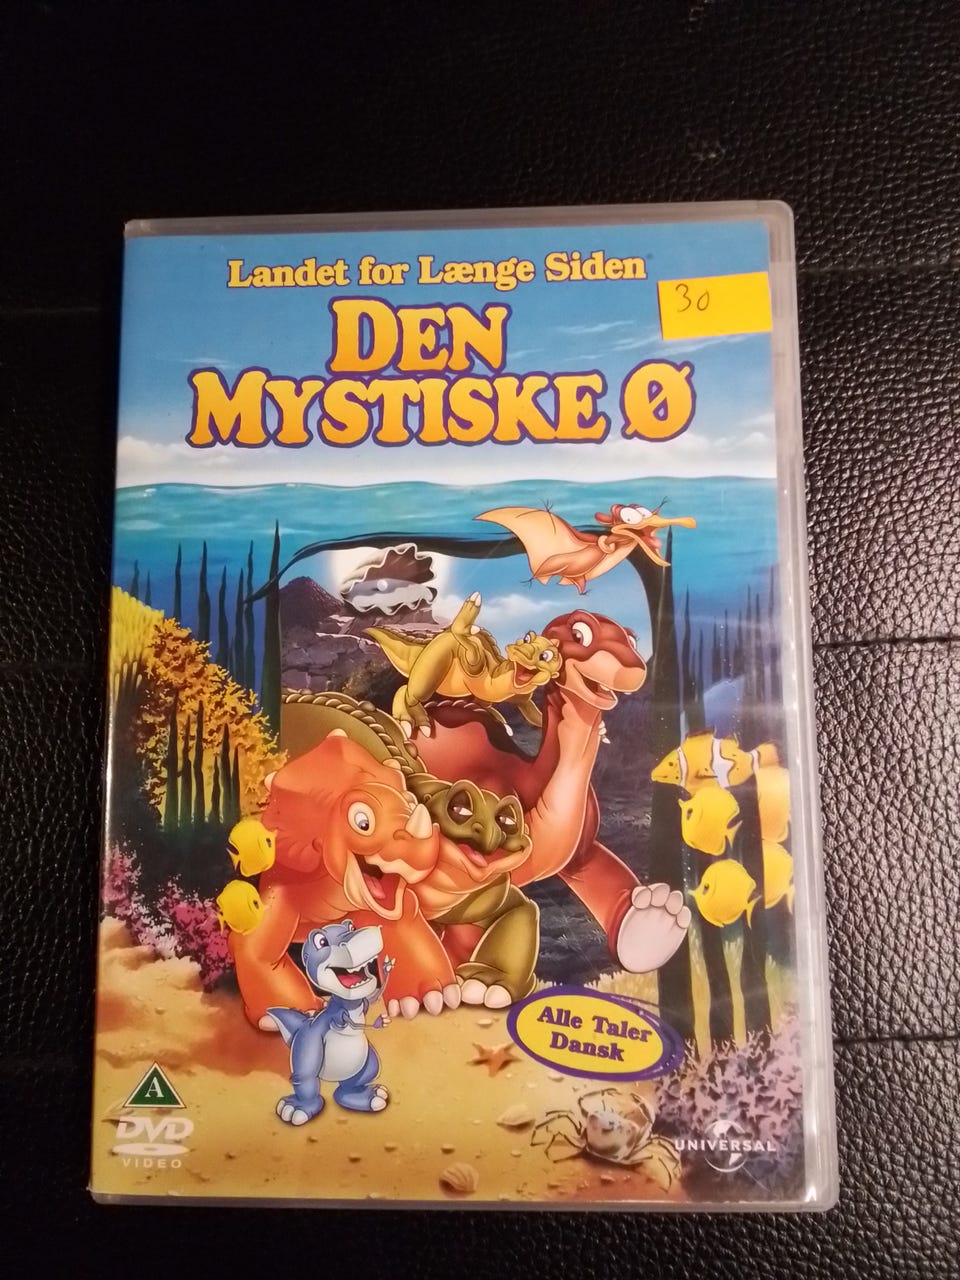 Landet for Længe Siden
30
DEN
MYSTISKE Ø
Alle Taler
Dansk
A
DVD
VIDEO
UNIVERSAL